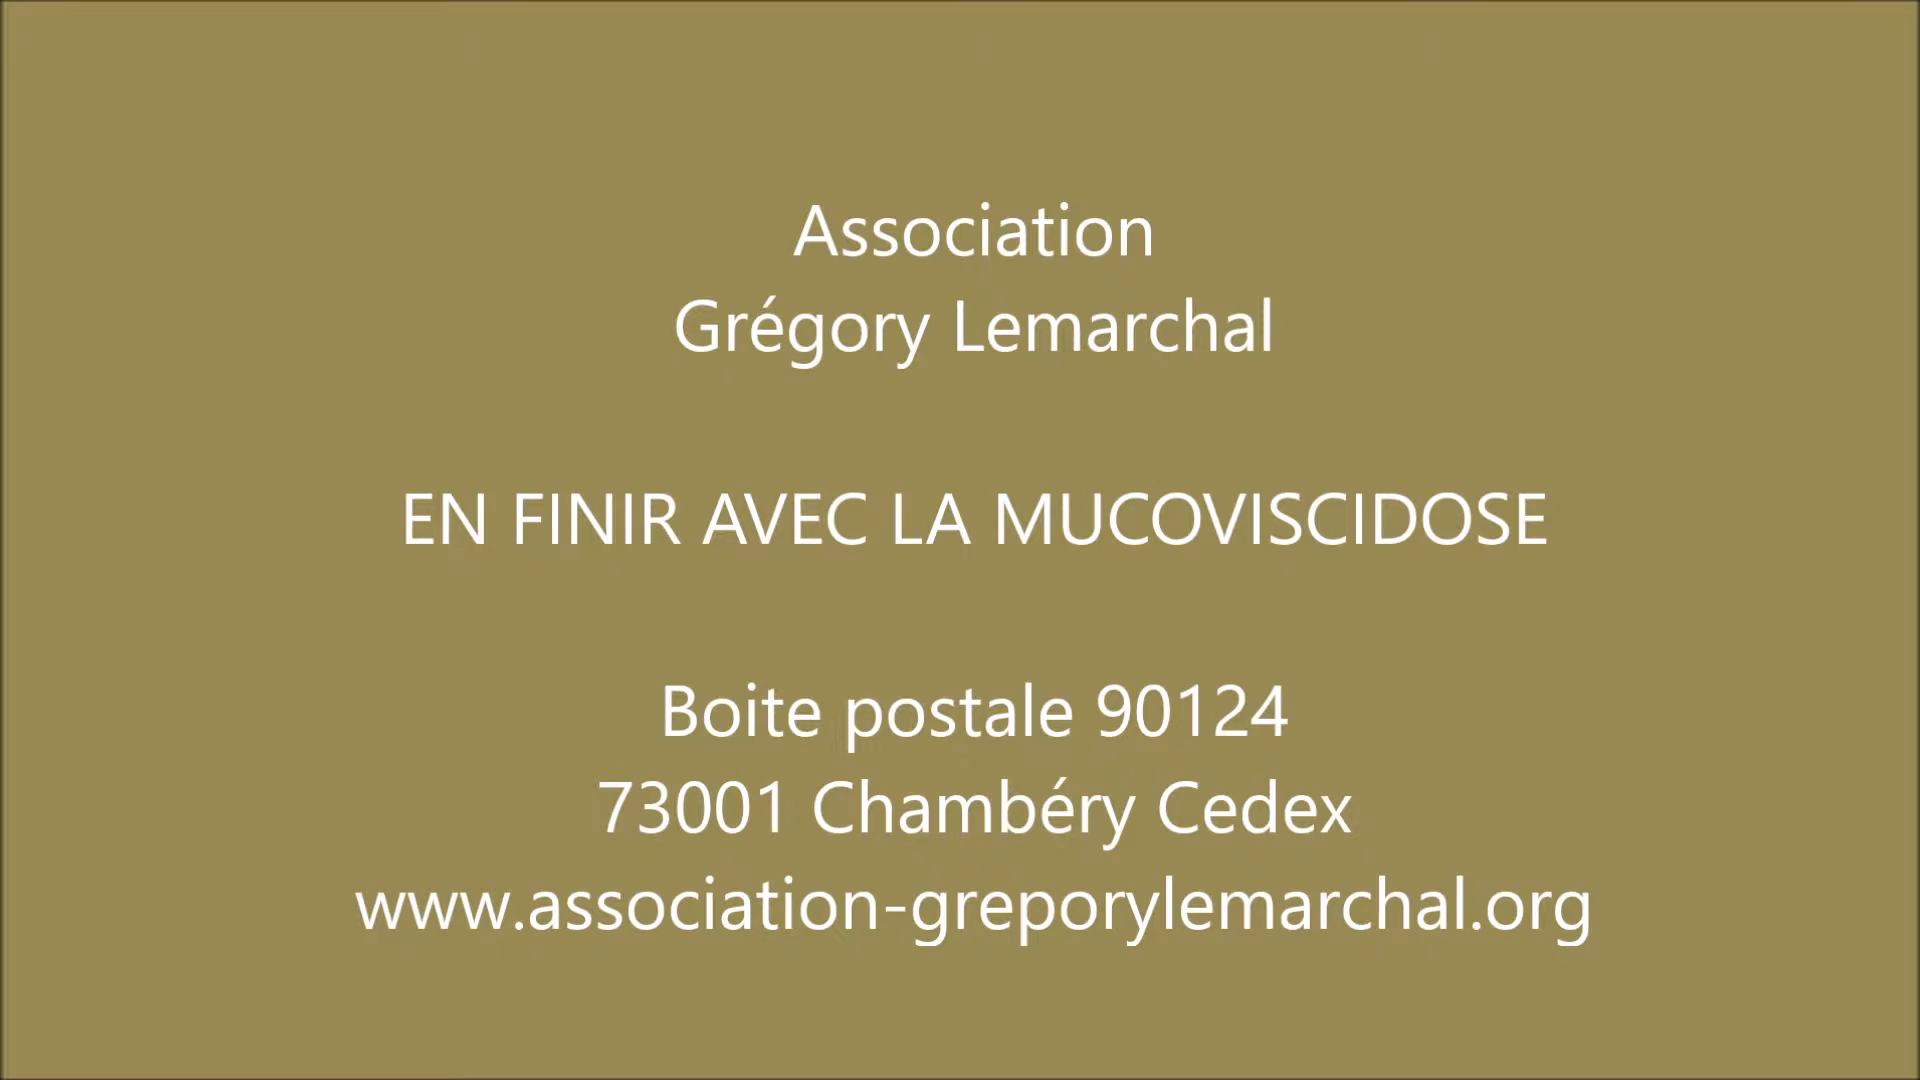 Association
Grégory Lemarchal
EN FINIR AVEC LA MUCOVISCIDOSE
Boite postale 90124
73001 Chambéry Cedex
www.association-greporylemarchal.org